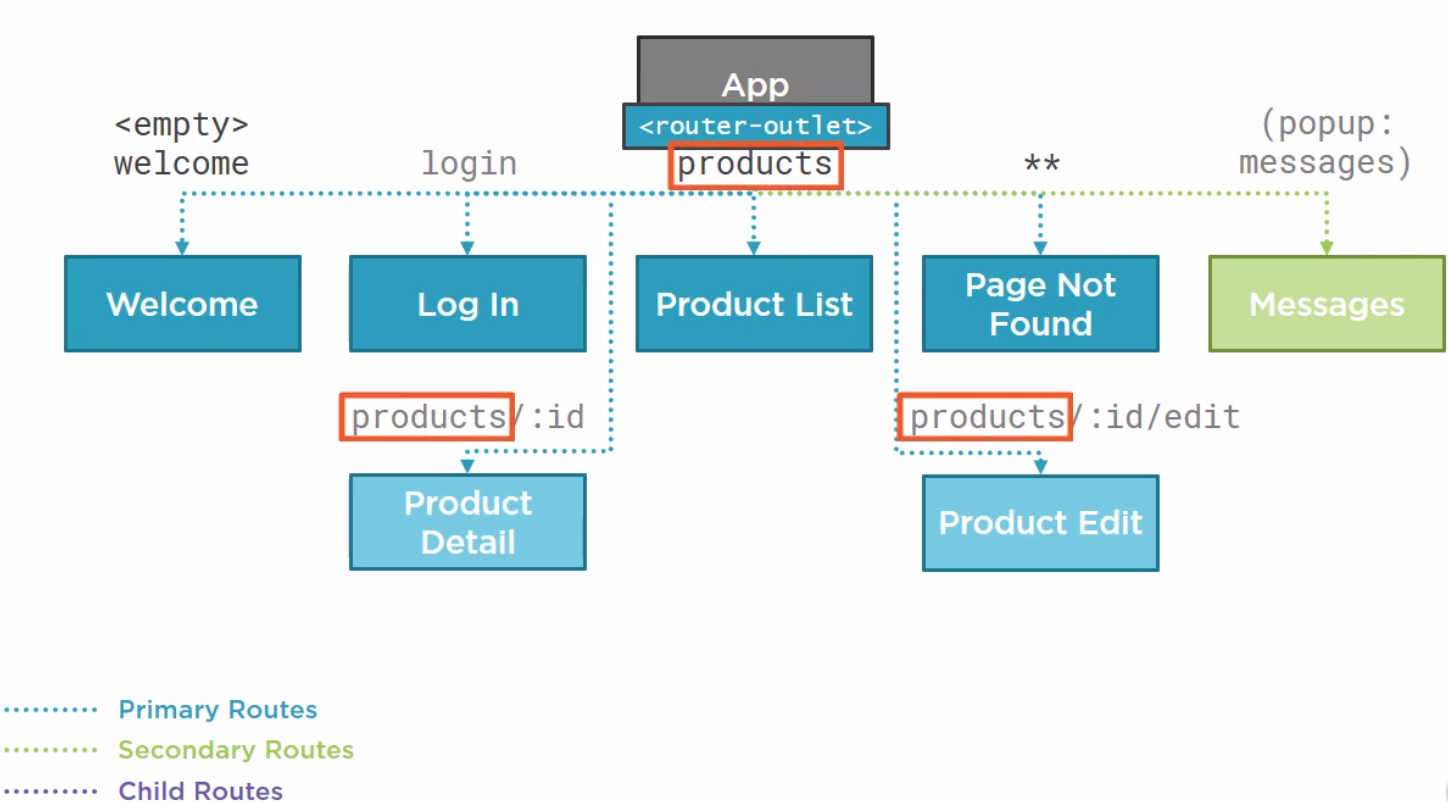 App
<router-outlet>
<empty>
welcome
login
products
**
(popup:
messages)
Welcome
Log In
Product List
Page Not
Found
Messages
products/:id
products/:id/edit
Product
Detail
Product Edit
Primary Routes
Secondary Routes
Child Routes